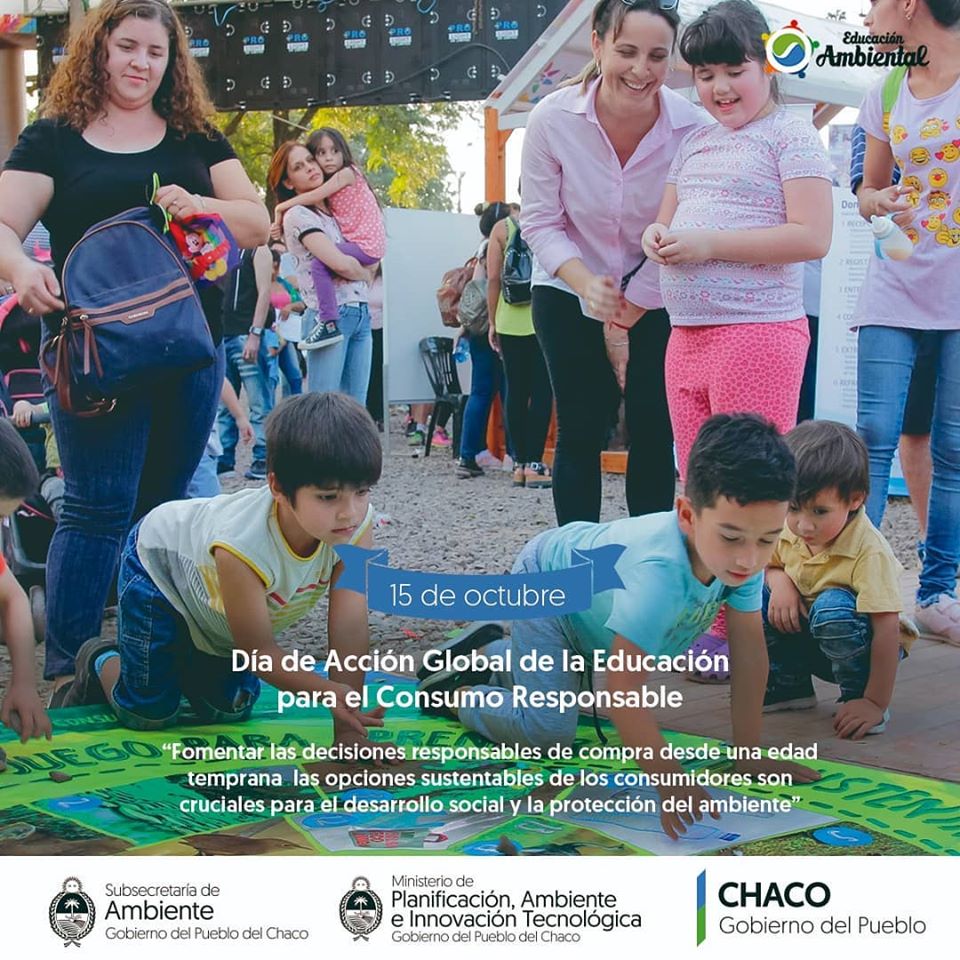 PRO
Educación
Ambiental
15 de octubre
Día de Acción Global de la Educación
para el Consumo Responsable
“Fomentar las decisiones responsables de compra desde una edad
temprana las opciones sustentables de los consumidores son
cruciales para el desarrollo social y la protección del ambiente”
JUEGO PARA
Subsecretaría de
Ambiente
Gobierno del Pueblo del Chaco
Ministerio de
Planificación, Ambiente
e Innovación Tecnológica
Gobierno del Pueblo del Chaco
CHACO
Gobierno del Pueblo